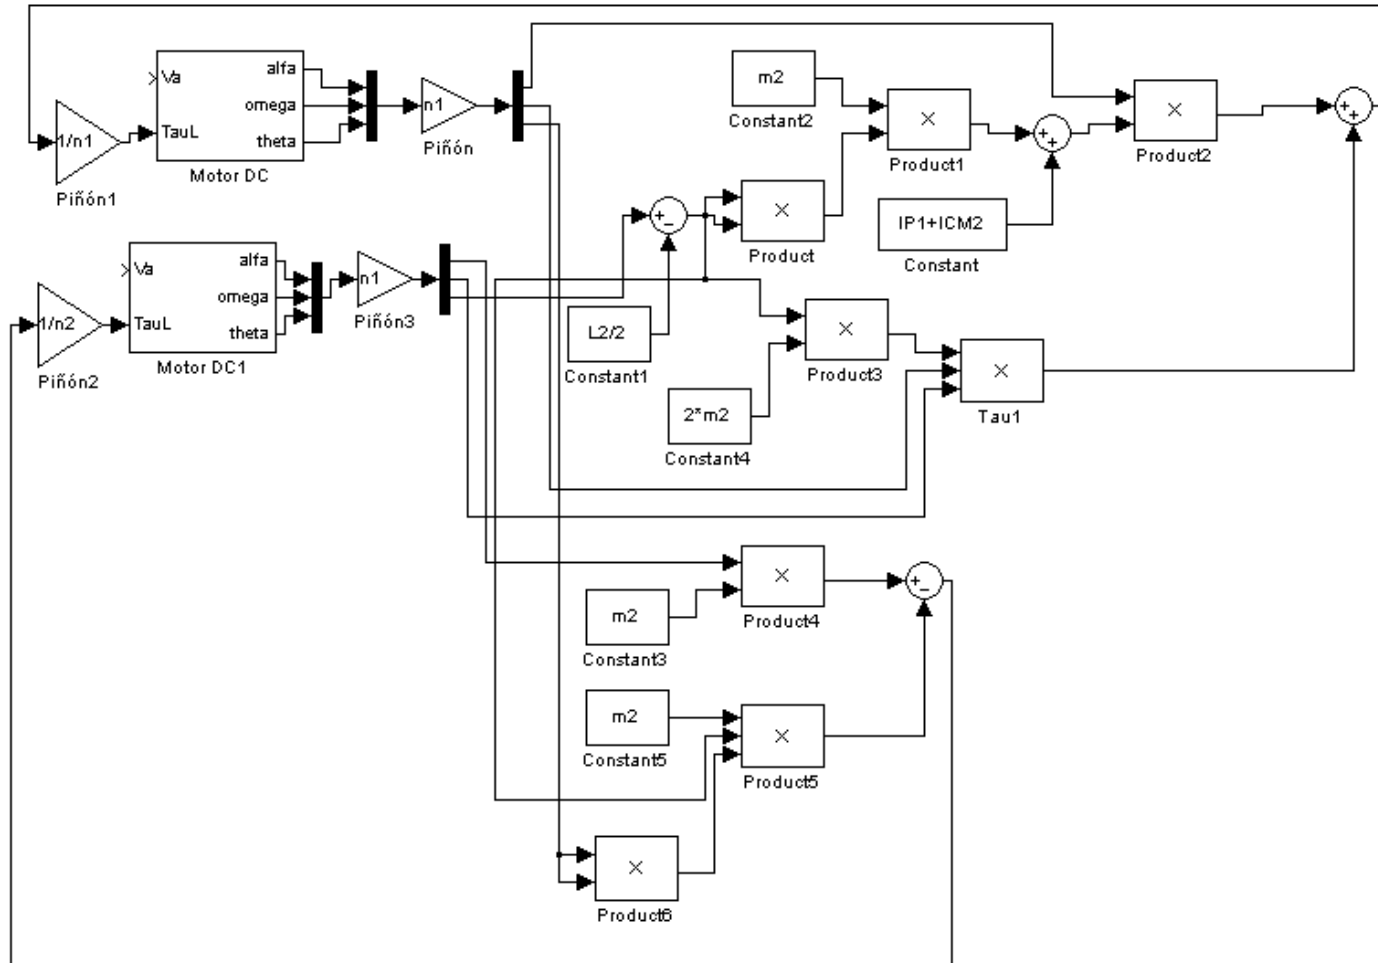 Va
alfa
omega
theta
TauL
Motor DC
1/n1
Piñón1
n1
Piñón
m2
Constant2
×
Product1
×
Product2
+
+
+
+
IP1+ICM2
Constant
×
Product
+
−
Va
alfa
omega
theta
TauL
Motor DC1
1/n2
Piñón2
n1
Piñón3
L2/2
Constant1
×
Product3
2*m2
Constant4
×
Tau1
×
Product4
+
−
m2
Constant3
m2
Constant5
×
Product5
×
Product6